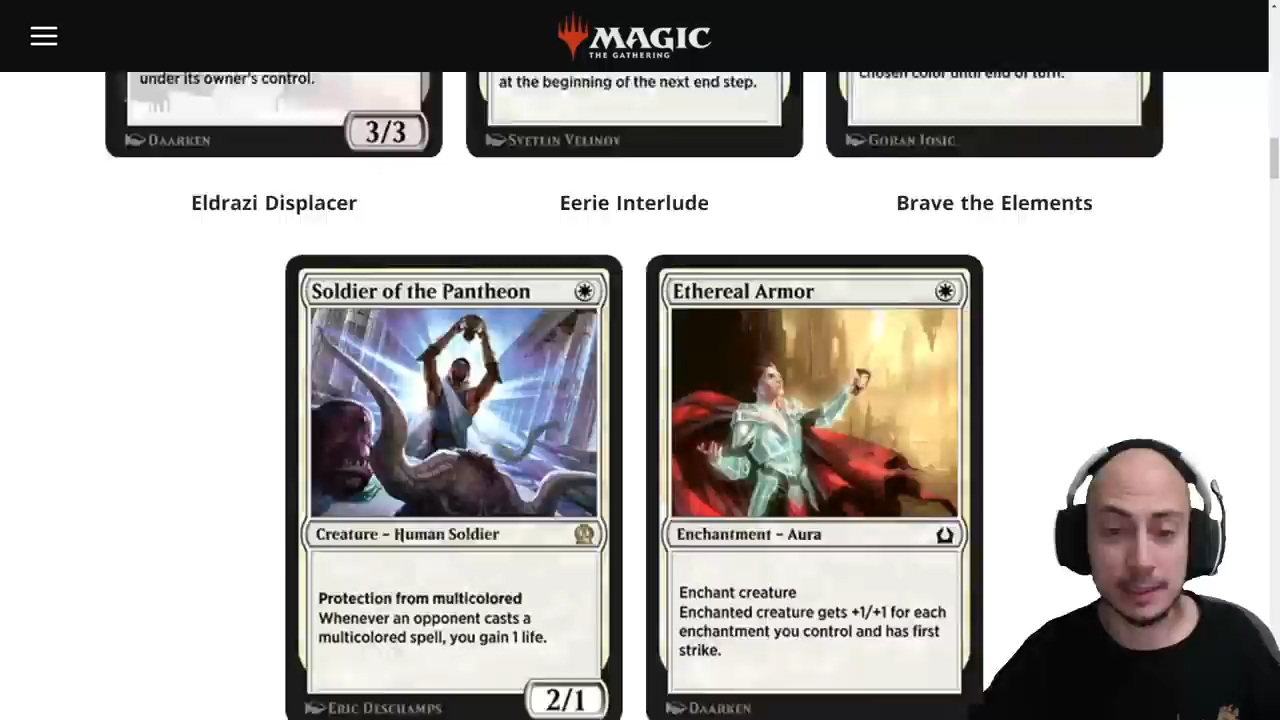 MAGIC
THE GATHERING
under its owner's control.
at the beginning of the next end step.
chosen color until end of turn.
3/3
DAARKEN
SVETLIN VELINOV
GORAN JOSIC
Eldrazi Displacer
Eerie Interlude
Brave the Elements
Soldier of the Pantheon
Ethereal Armor
Creature – Human Soldier
Enchantment – Aura
Protection from multicolored
Whenever an opponent casts a
multicolored spell, you gain 1 life.
Enchant creature
Enchanted creature gets +1/+1 for each
enchantment you control and has first
strike.
2/1
ERIC DESCHAMPS
DAARKEN